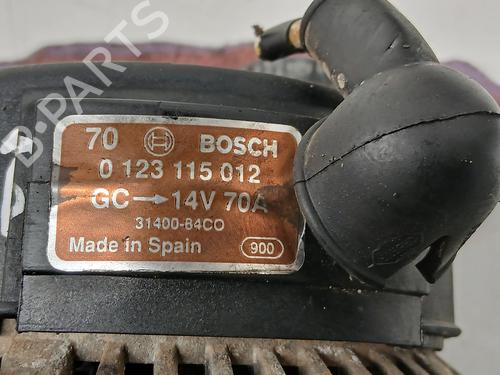 70 BOSCH
0 123 115 012
GC → 14V 70A
31400-84CO
Made in Spain 900
B-PARTS